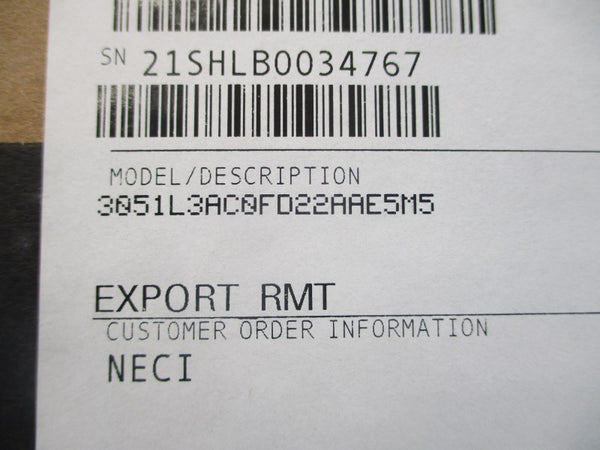 SN 21SHLB0034767
MODEL/DESCRIPTION
3051L3AC0FD22AAE5M5
EXPORT RMT
CUSTOMER ORDER INFORMATION
NECI